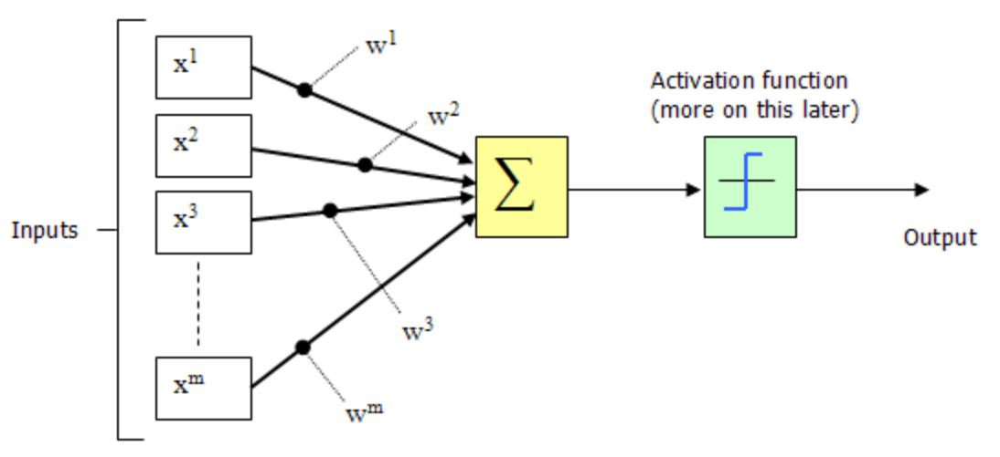 Inputs
x¹
x²
x³
xᵐ
w¹
w²
w³
wᵐ
∑
Activation function
(more on this later)
Output